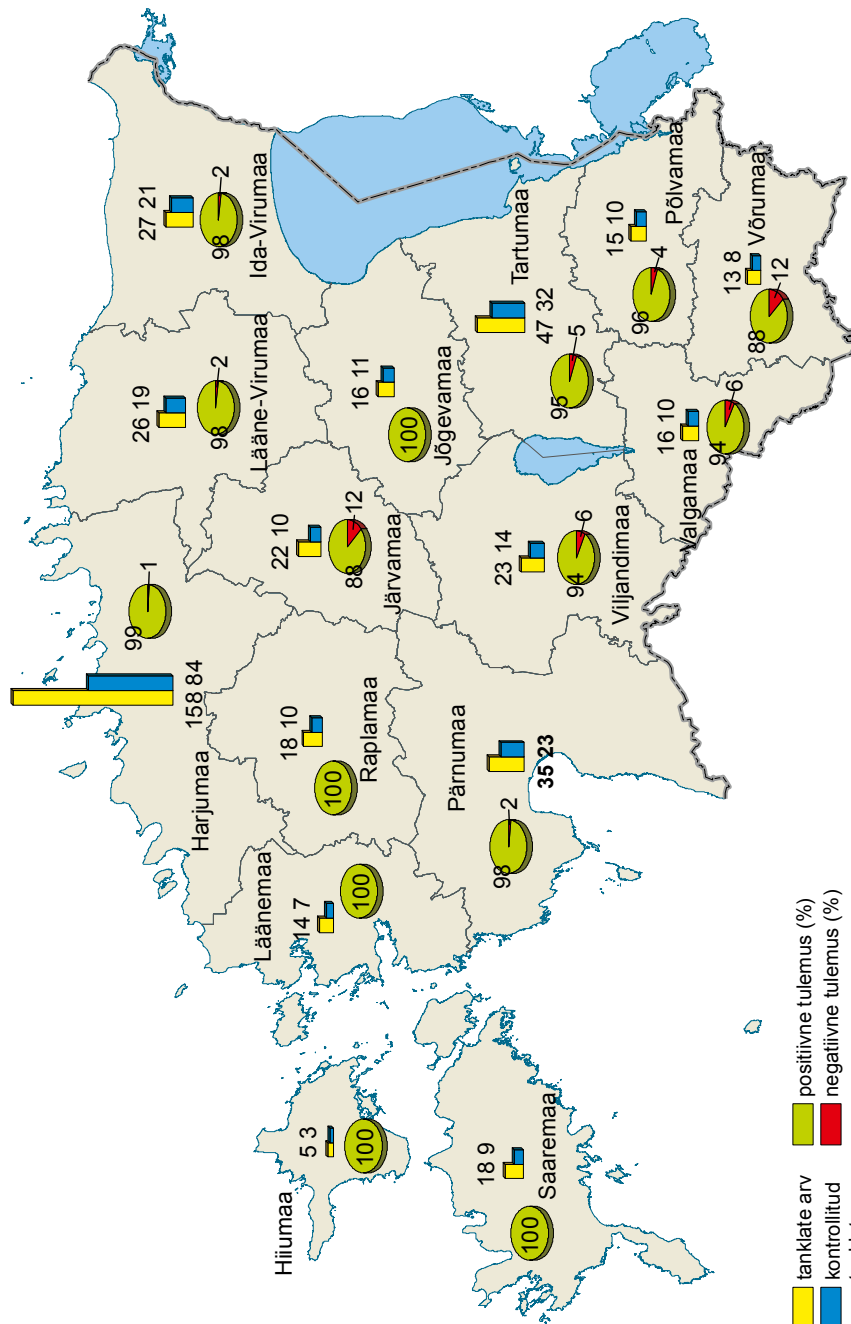 Hiiumaa
5 3
100
18 9
100
Saaremaa
Läänemaa
14 7
100
Harjumaa
158 84
99
1
Raplamaa
18 10
100
Pärnumaa
35 23
98
2
Järvamaa
22 10
88
12
Lääne-Virumaa
26 19
98
2
Ida-Virumaa
27 21
98
2
Jõgevamaa
16 11
100
Tartumaa
47 32
95
5
Viljandimaa
23 14
94
6
Valgamaa
16 10
94
6
Põlvamaa
15 10
96
4
Võrumaa
13 8
88
12
tanklate arv
kontrollitud
positiivne tulemus (%)
negatiivne tulemus (%)